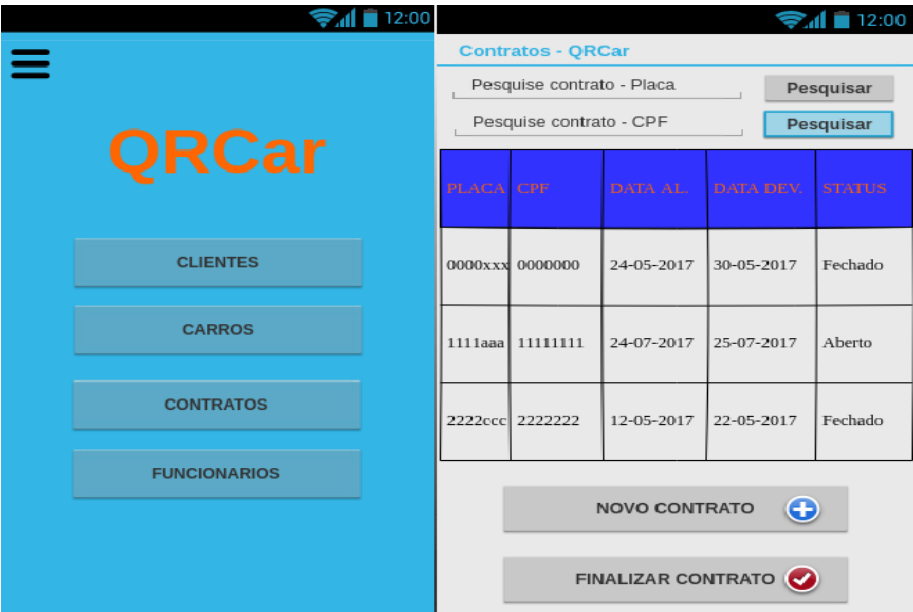 12:00
QRCar
CLIENTES
CARROS
CONTRATOS
FUNCIONARIOS
12:00
Contratos - QRCar
Pesquise contrato - Placa Pesquisar
Pesquise contrato - CPF Pesquisar
PLACA CPF DATA AL. DATA DEV. STATUS
0000xxx 0000000 24-05-2017 30-05-2017 Fechado
1111aaa 11111111 24-07-2017 25-07-2017 Aberto
2222ccc 2222222 12-05-2017 22-05-2017 Fechado
NOVO CONTRATO
FINALIZAR CONTRATO